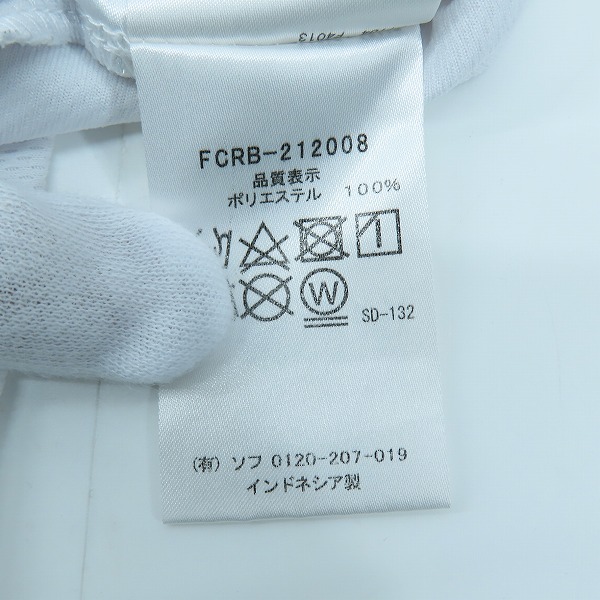 FCRB-212008
品質表示
ポリエステル 100%
W
SD-132
(有) ソフ 0120-207-019
インドネシア製